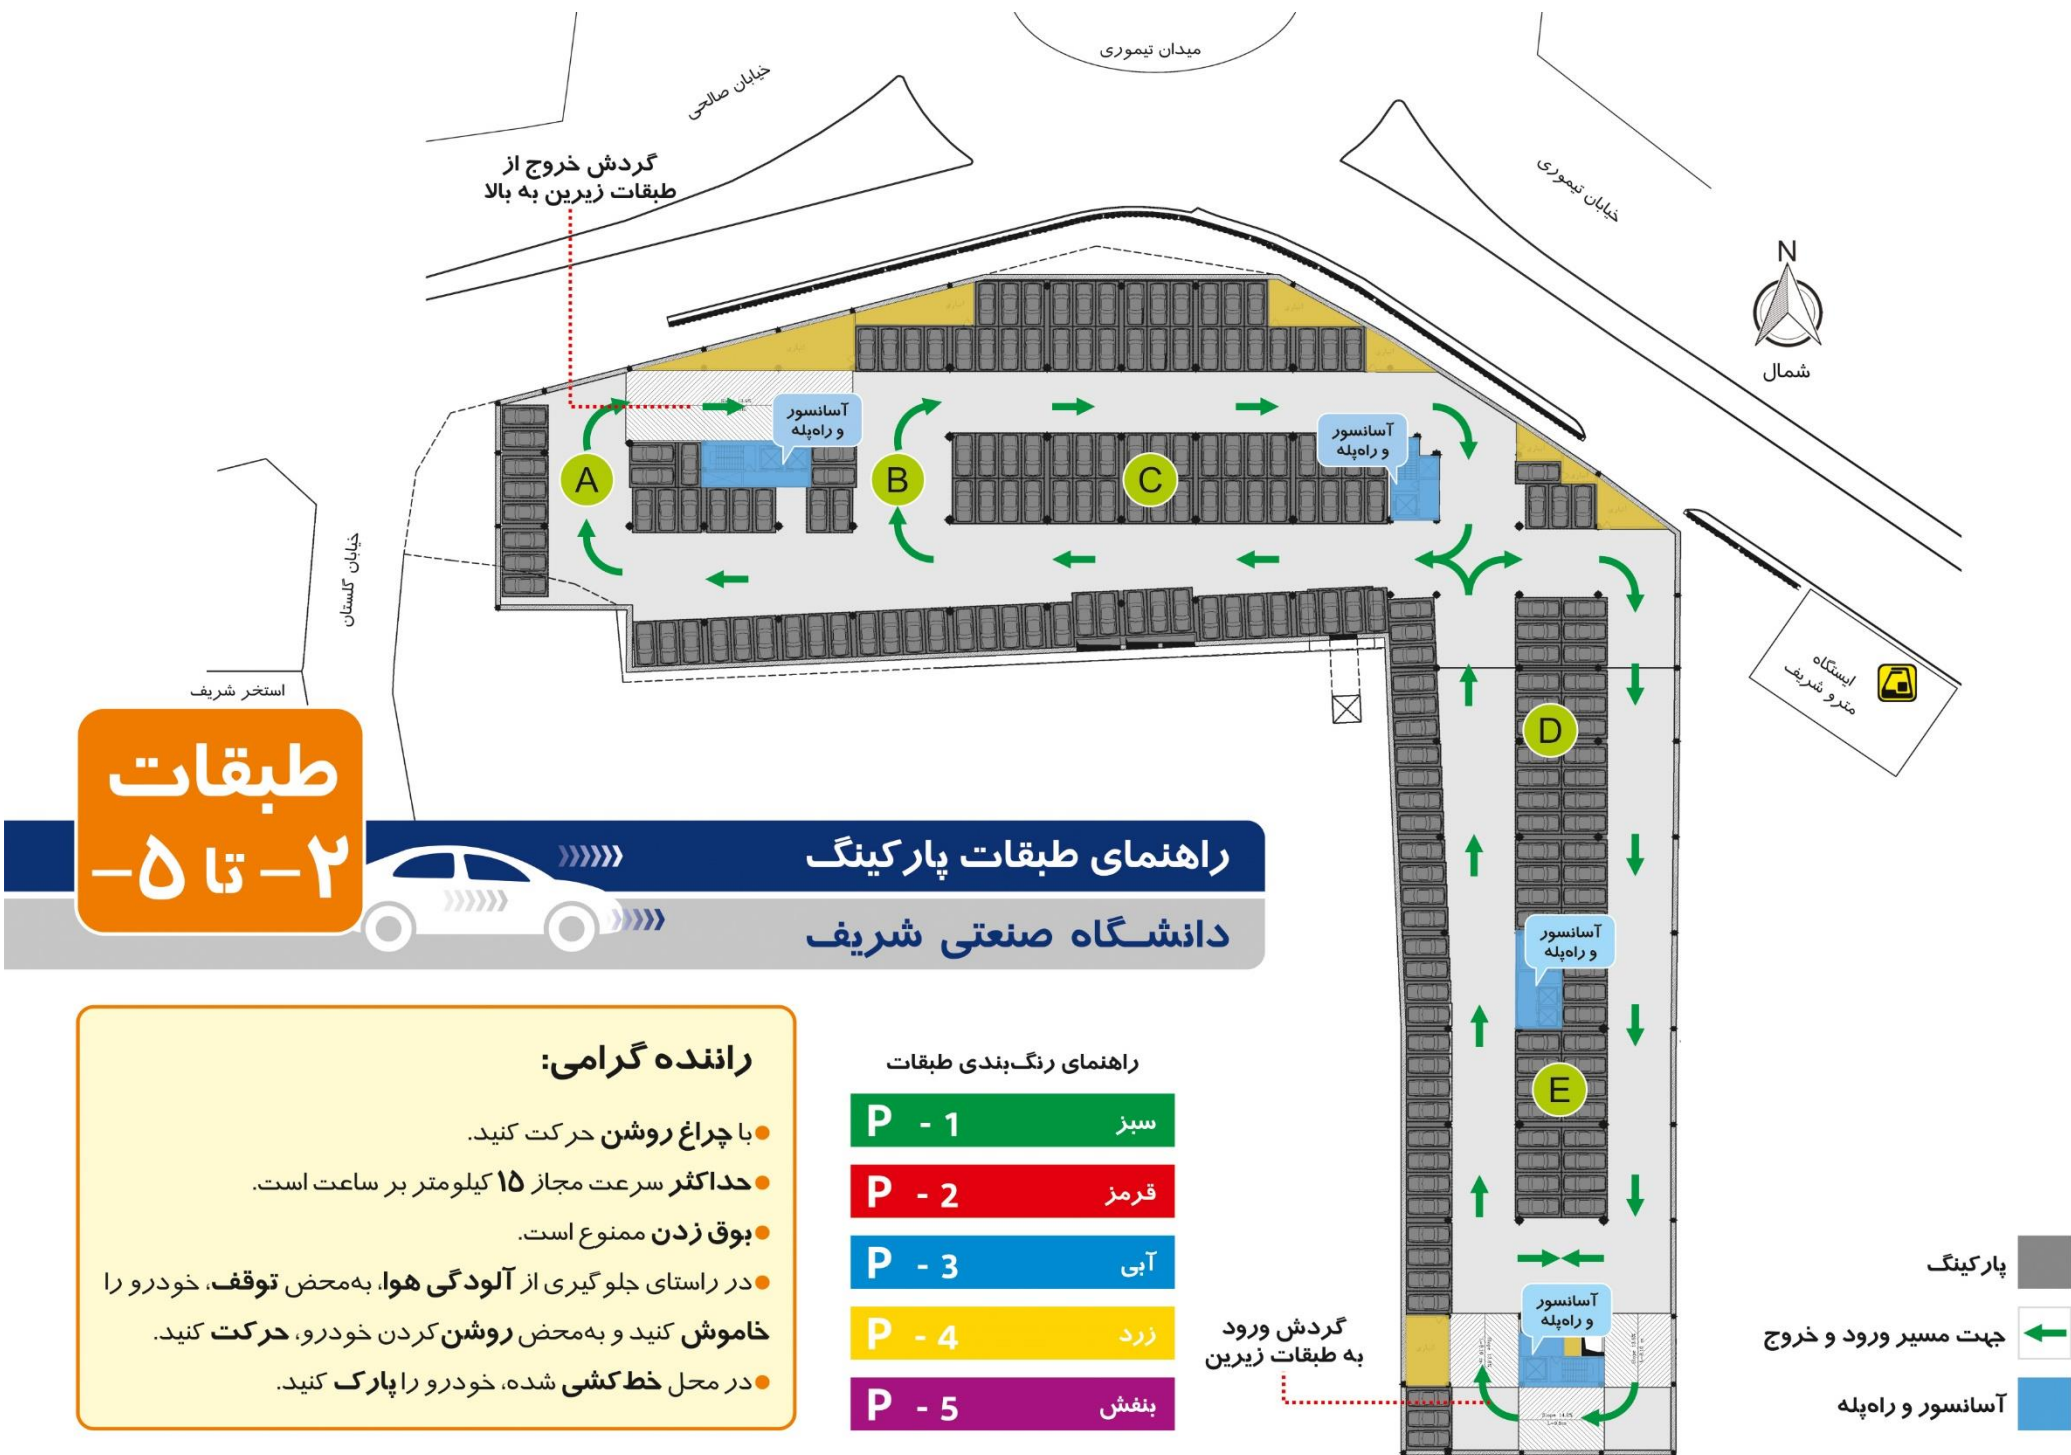 میدان تیموری
خیابان صالحی
خیابان تیموری
گردش خروج از
طبقات زیرین به بالا
N
شمال
آسانسور
و راه‌پله
آسانسور
و راه‌پله
A
B
C
خیابان گلستان
استخر شریف
ایستگاه
مترو شریف
D
طبقات
۲- تا ۵-
راهنمای طبقات پارکینگ
دانشگاه صنعتی شریف
آسانسور
و راه‌پله
E
راننده گرامی:
با چراغ روشن حرکت کنید.
حداکثر سرعت مجاز ۱۵ کیلومتر بر ساعت است.
بوق زدن ممنوع است.
در راستای جلوگیری از آلودگی هوا، به‌محض توقف، خودرو را
خاموش کنید و به‌محض روشن کردن خودرو، حرکت کنید.
در محل خط‌کشی شده، خودرو را پارک کنید.
راهنمای رنگ‌بندی طبقات
P - 1 سبز
P - 2 قرمز
P - 3 آبی
P - 4 زرد
P - 5 بنفش
آسانسور
و راه‌پله
گردش ورود
به طبقات زیرین
پارکینگ
جهت مسیر ورود و خروج
آسانسور و راه‌پله